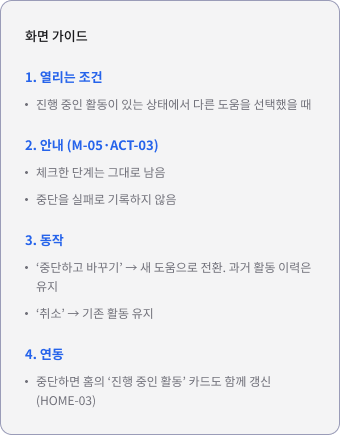 화면 가이드
1. 열리는 조건
• 진행 중인 활동이 있는 상태에서 다른 도움을 선택했을 때
2. 안내 (M-05·ACT-03)
• 체크한 단계는 그대로 남음
• 중단을 실패로 기록하지 않음
3. 동작
• ‘중단하고 바꾸기’ → 새 도움으로 전환. 과거 활동 이력은
유지
• ‘취소’ → 기존 활동 유지
4. 연동
• 중단하면 홈의 ‘진행 중인 활동’ 카드도 함께 갱신
(HOME-03)